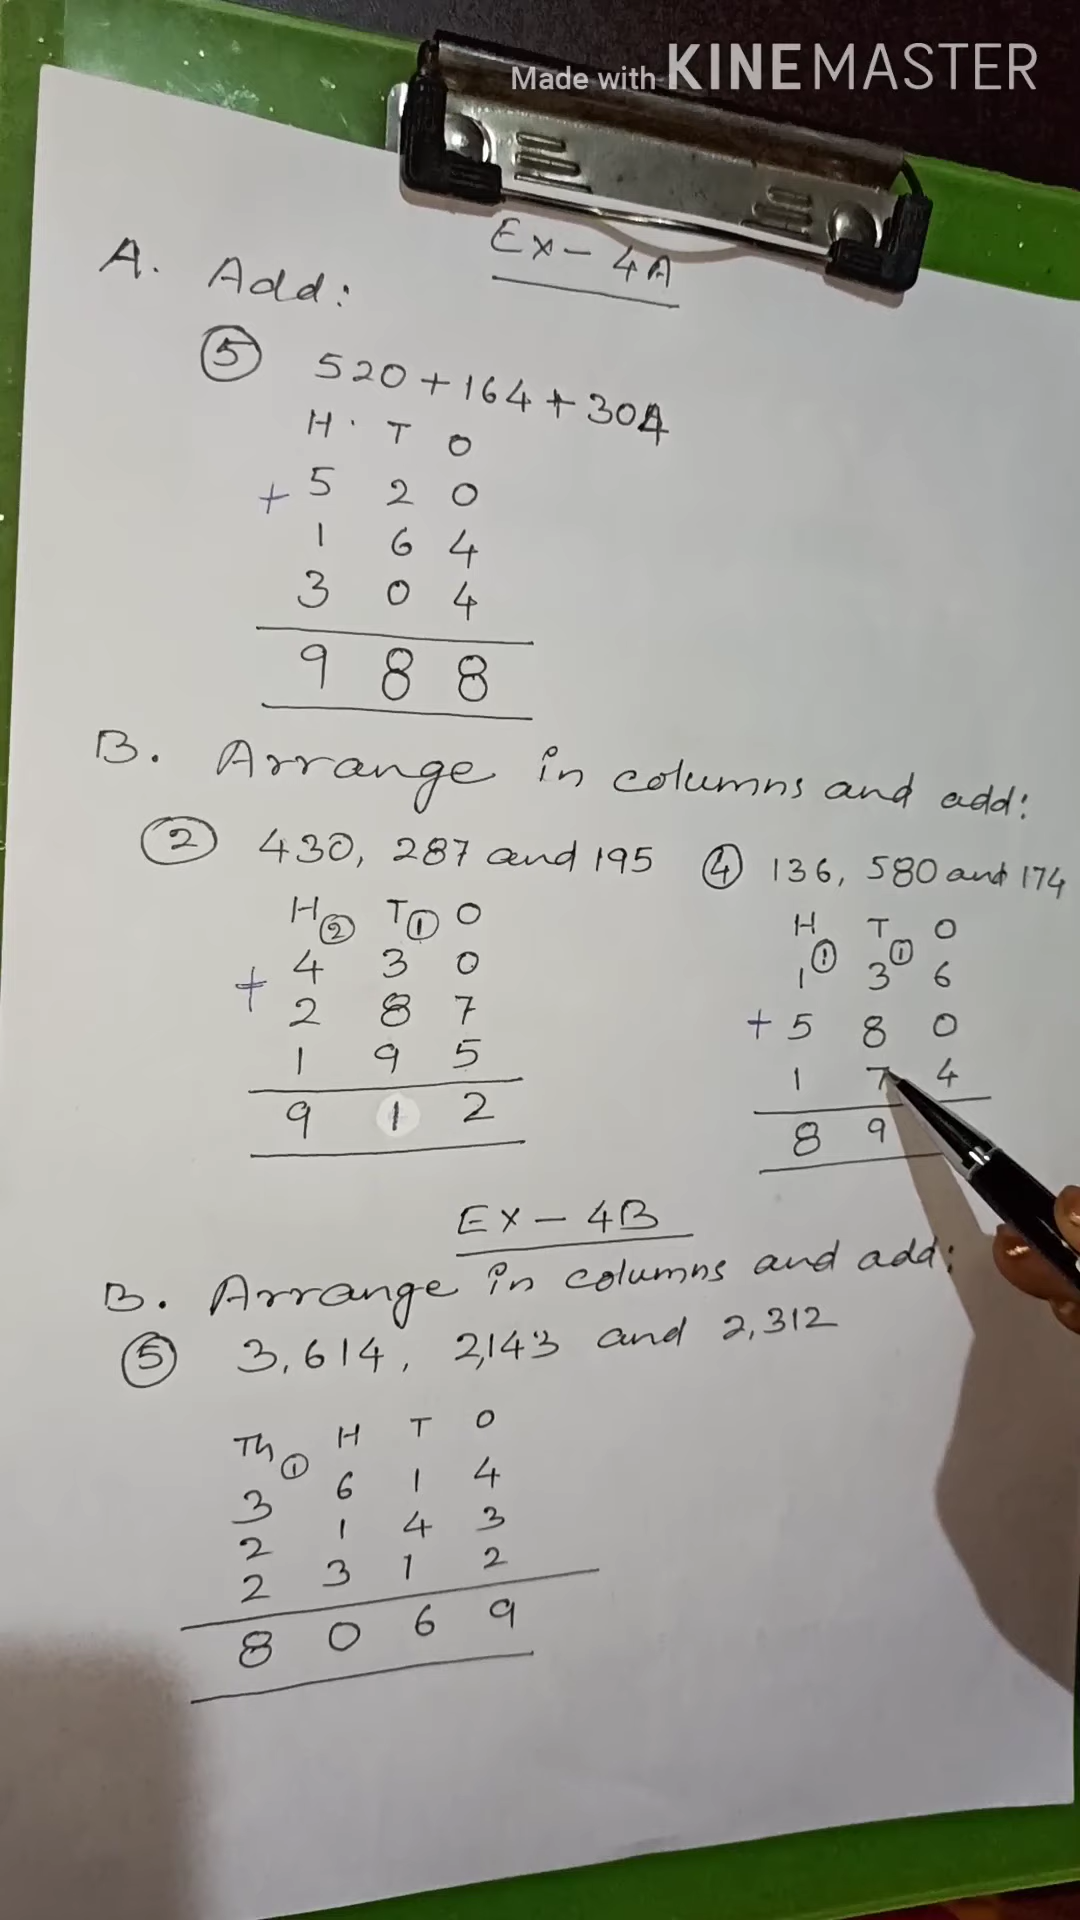 Made with KINEMASTER
Ex - 4A
A. Add:
⑤ 520 + 164 + 304
H . T O
+ 5 2 0
1 6 4
3 0 4
9 8 8
B. Arrange in columns and add:
② 430, 287 and 195
H ② T ① O
4 3 0
+ 2 8 7
1 9 5
9 1 2
④ 136, 580 and 174
H T O
1 ① 3 ① 6
+ 5 8 0
1 7 4
8 9
Ex - 4B
B. Arrange in columns and add:
⑤ 3,614, 2,143 and 2,312
Th ① H T O
3 6 1 4
2 1 4 3
2 3 1 2
8 0 6 9